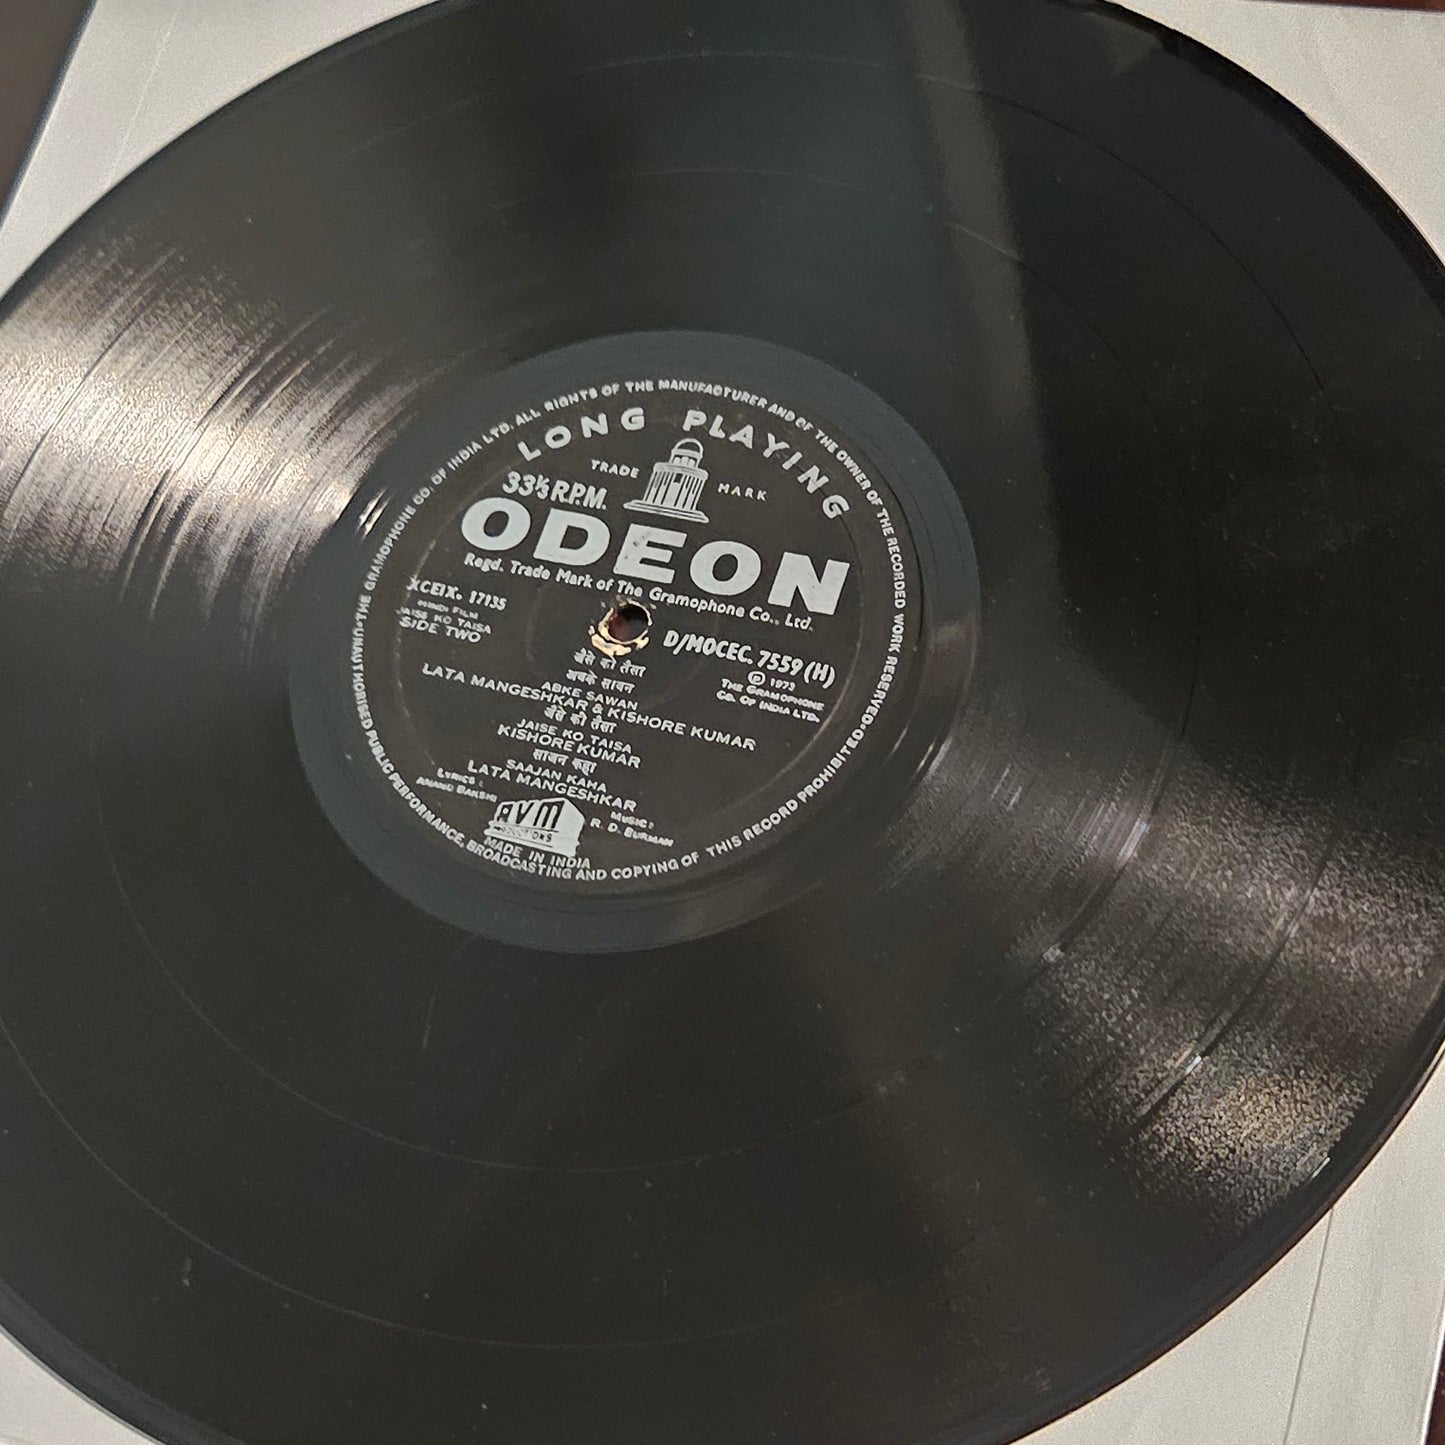 THE GRAMOPHONE CO. OF INDIA LTD. ALL RIGHTS OF THE MANUFACTURER AND OF THE OWNER OF THE RECORDED WORK RESERVED. UNAUTHORISED PUBLIC PERFORMANCE, BROADCASTING AND COPYING OF THIS RECORD PROHIBITED
LONG PLAYING
TRADE MARK
33⅓ R.P.M.
ODEON
Regd. Trade Mark of The Gramophone Co., Ltd.
XCEIX. 17135
HINDI FILM
JAISE KO TAISA
SIDE TWO
D/MOCEC. 7559 (H)
Ⓟ 1973
THE GRAMOPHONE
CO. OF INDIA LTD.
जैसे को तैसा
अबके सावन
ABKE SAWAN
LATA MANGESHKAR & KISHORE KUMAR
जैसे को तैसा
JAISE KO TAISA
KISHORE KUMAR
साजन कहा
SAAJAN KAHA
LATA MANGESHKAR
LYRICS :
ANAND BAKSHI
MUSIC :
R. D. BURMAN
AVM
PRODUCTIONS
MADE IN INDIA